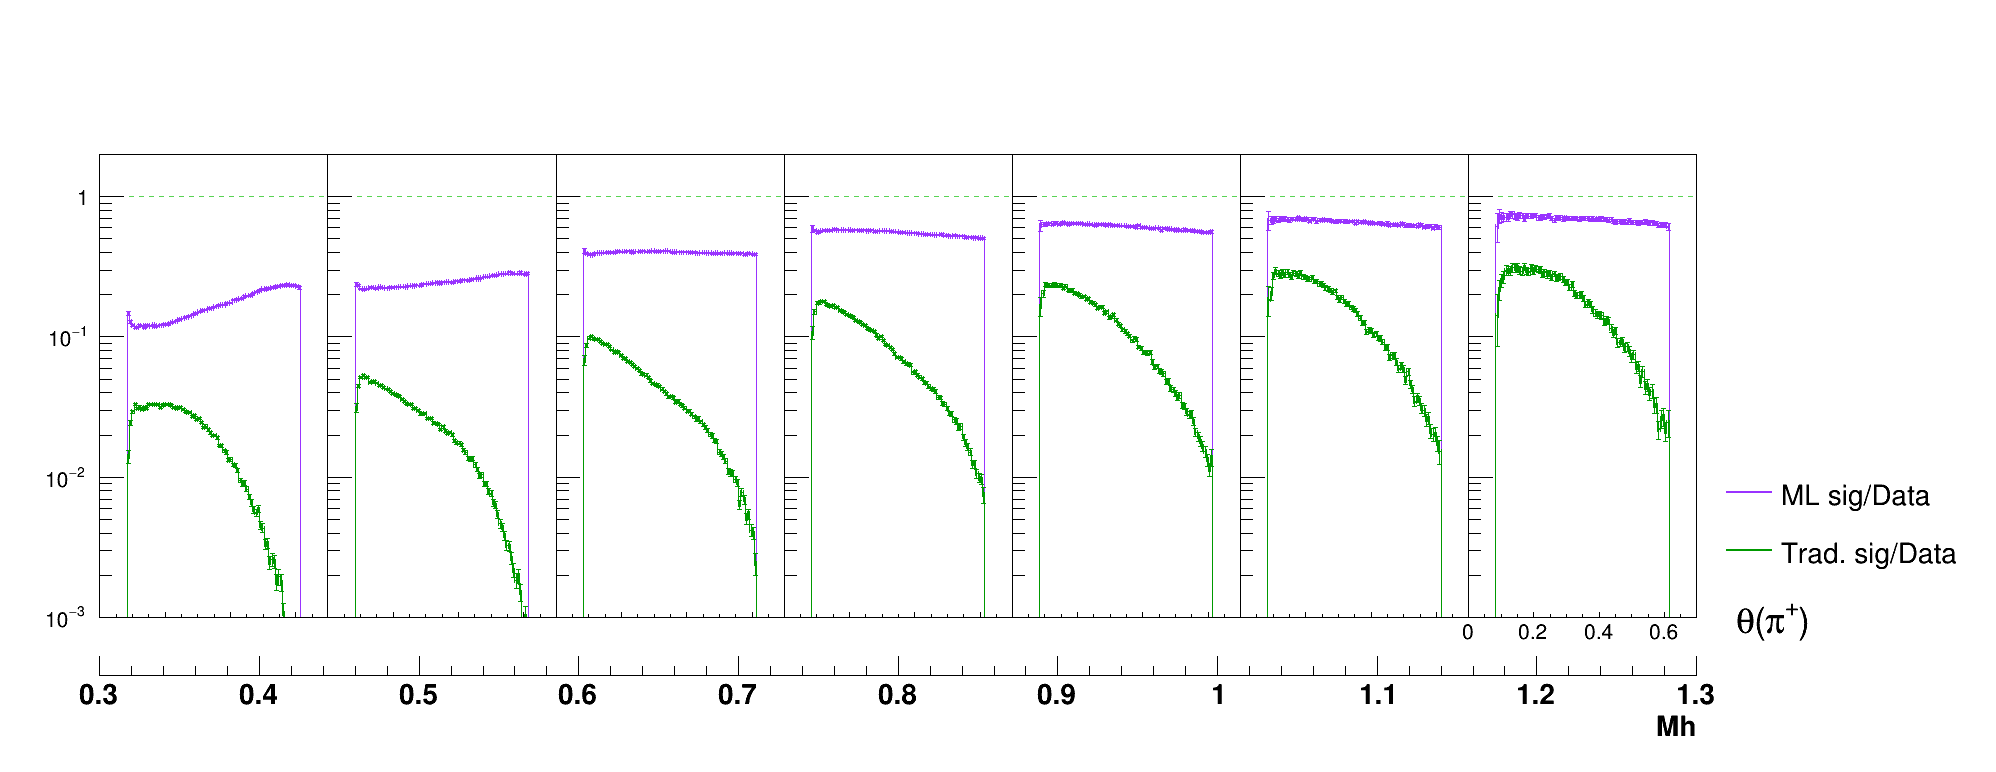 1
10⁻¹
10⁻²
10⁻³
ML sig/Data
Trad. sig/Data
θ(π⁺)
0 0.2 0.4 0.6
0.3 0.4 0.5 0.6 0.7 0.8 0.9 1 1.1 1.2 1.3
Mh